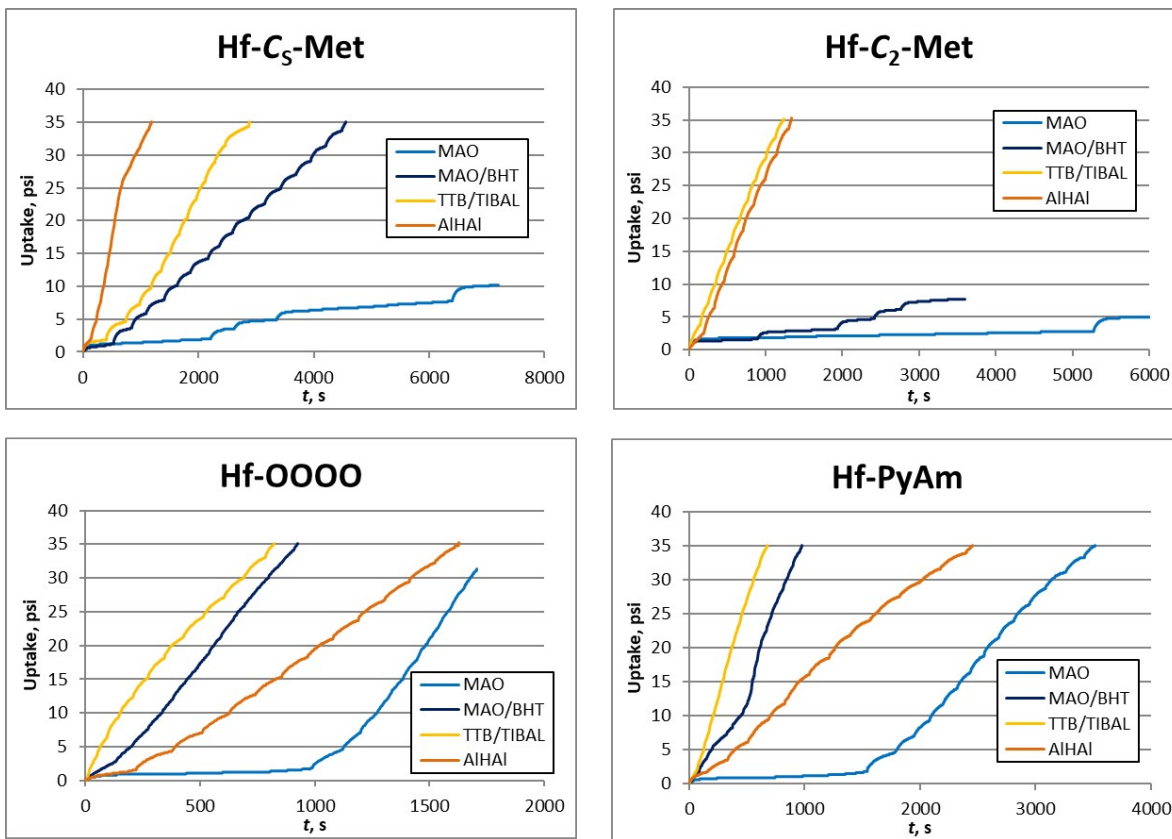 Hf-Cs-Met
Uptake, psi
40
35
30
25
20
15
10
5
0
MAO
MAO/BHT
TTB/TIBAL
AlHAl
0 2000 4000 6000 8000
t, s
Hf-C2-Met
Uptake, psi
40
35
30
25
20
15
10
5
0
MAO
MAO/BHT
TTB/TIBAL
AlHAl
0 1000 2000 3000 4000 5000 6000
t, s
Hf-OOOO
Uptake, psi
40
35
30
25
20
15
10
5
0
MAO
MAO/BHT
TTB/TIBAL
AlHAl
0 500 1000 1500 2000
t, s
Hf-PyAm
Uptake, psi
40
35
30
25
20
15
10
5
0
MAO
MAO/BHT
TTB/TIBAL
AlHAl
0 1000 2000 3000 4000
t, s